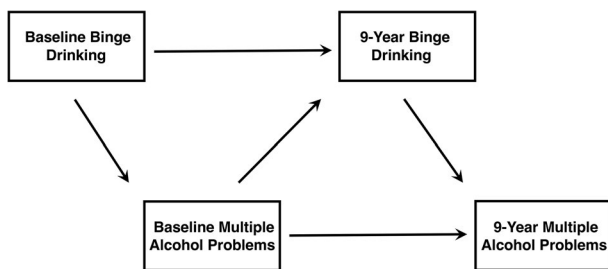 Baseline Binge
Drinking
9-Year Binge
Drinking
Baseline Multiple
Alcohol Problems
9-Year Multiple
Alcohol Problems